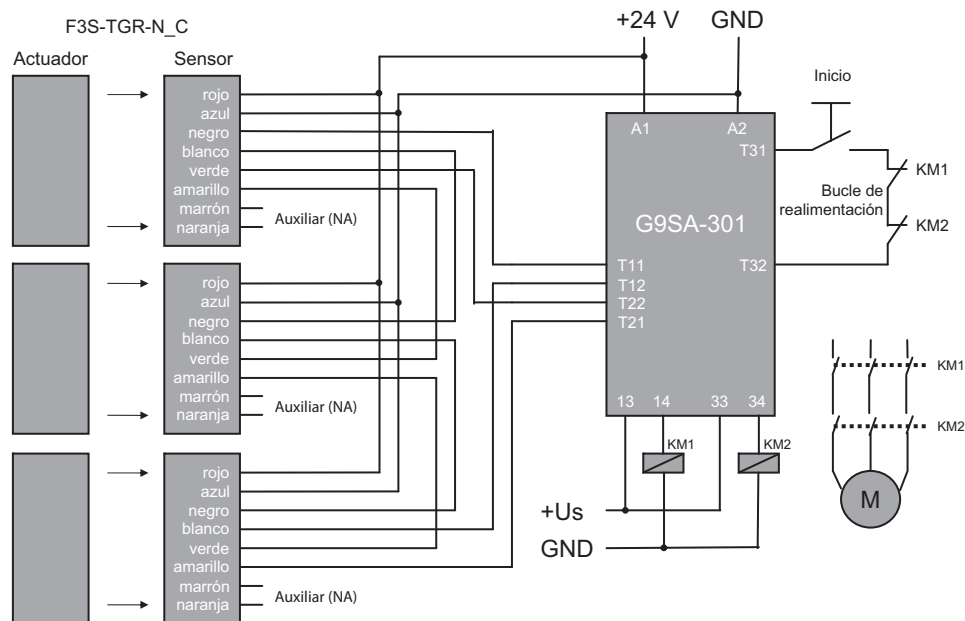 F3S-TGR-N_C
+24 V
GND
Actuador
Sensor
rojo
azul
negro
blanco
verde
amarillo
marrón
naranja
Auxiliar (NA)
rojo
azul
negro
blanco
verde
amarillo
marrón
naranja
Auxiliar (NA)
rojo
azul
negro
blanco
verde
amarillo
marrón
naranja
Auxiliar (NA)
A1
A2
T31
G9SA-301
T11
T12
T22
T21
T32
13
14
33
34
KM1
KM2
+Us
GND
Inicio
KM1
Bucle de
realimentación
KM2
KM1
KM2
M